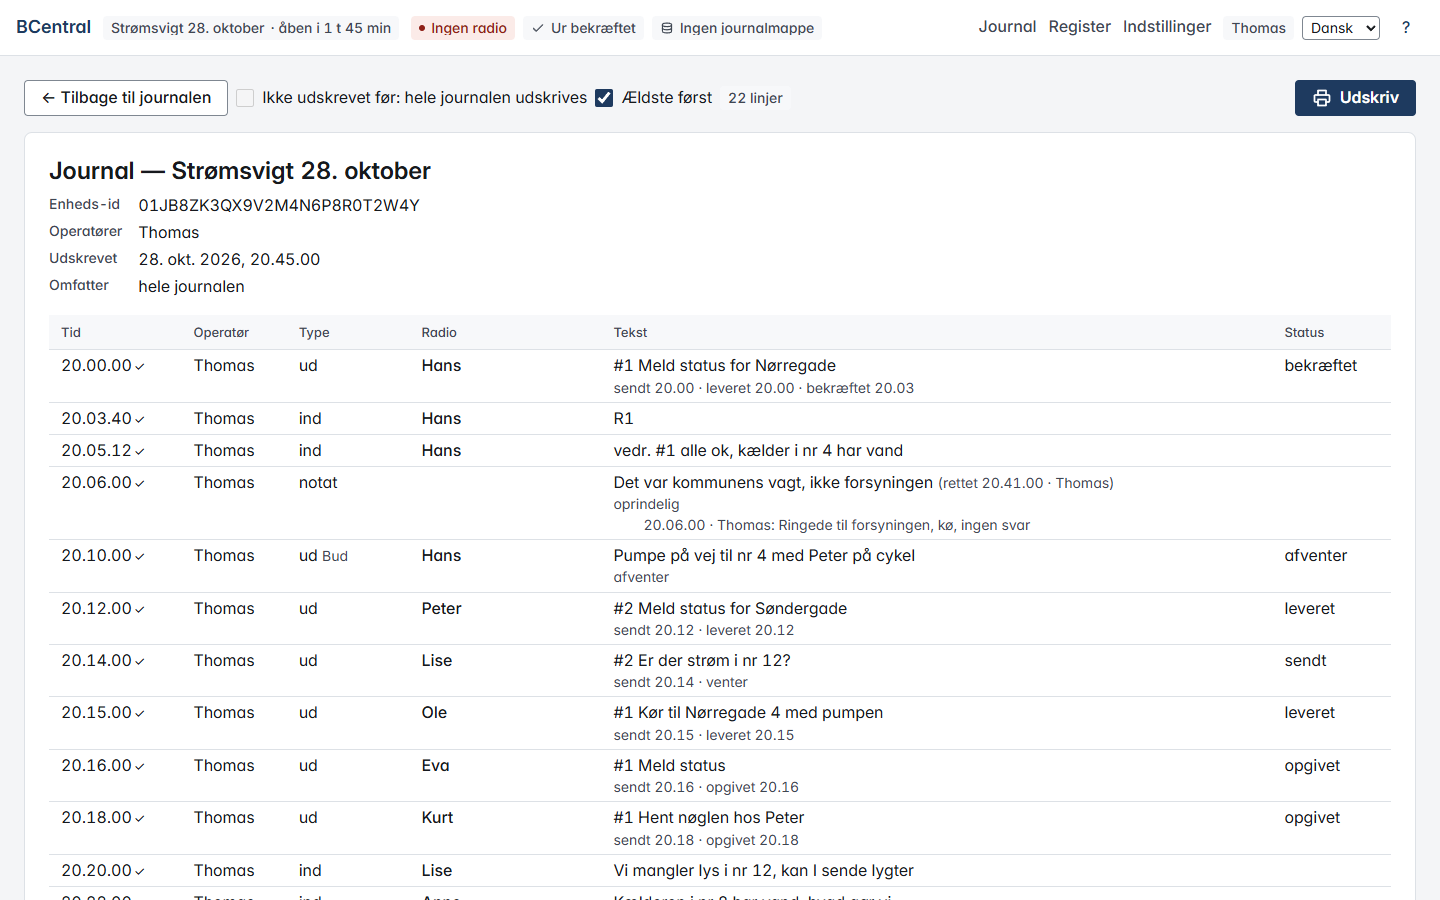 BCentral Strømsvigt 28. oktober · åben i 1 t 45 min Ingen radio Ur bekræftet Ingen journalmappe Journal Register Indstillinger Thomas Dansk ?
← Tilbage til journalen Ikke udskrevet før: hele journalen udskrives Ældste først 22 linjer Udskriv
Journal — Strømsvigt 28. oktober
Enheds-id 01JB8ZK3QX9V2M4N6P8R0T2W4Y
Operatører Thomas
Udskrevet 28. okt. 2026, 20.45.00
Omfatter hele journalen
Tid Operatør Type Radio Tekst Status
20.00.00 ✓ Thomas ud Hans #1 Meld status for Nørregade bekræftet
sendt 20.00 · leveret 20.00 · bekræftet 20.03
20.03.40 ✓ Thomas ind Hans R1
20.05.12 ✓ Thomas ind Hans vedr. #1 alle ok, kælder i nr 4 har vand
20.06.00 ✓ Thomas notat Det var kommunens vagt, ikke forsyningen (rettet 20.41.00 · Thomas)
oprindelig
20.06.00 · Thomas: Ringede til forsyningen, kø, ingen svar
20.10.00 ✓ Thomas ud Bud Hans Pumpe på vej til nr 4 med Peter på cykel afventer
afventer
20.12.00 ✓ Thomas ud Peter #2 Meld status for Søndergade leveret
sendt 20.12 · leveret 20.12
20.14.00 ✓ Thomas ud Lise #2 Er der strøm i nr 12? sendt
sendt 20.14 · venter
20.15.00 ✓ Thomas ud Ole #1 Kør til Nørregade 4 med pumpen leveret
sendt 20.15 · leveret 20.15
20.16.00 ✓ Thomas ud Eva #1 Meld status opgivet
sendt 20.16 · opgivet 20.16
20.18.00 ✓ Thomas ud Kurt #1 Hent nøglen hos Peter opgivet
sendt 20.18 · opgivet 20.18
20.20.00 ✓ Thomas ind Lise Vi mangler lys i nr 12, kan I sende lygter